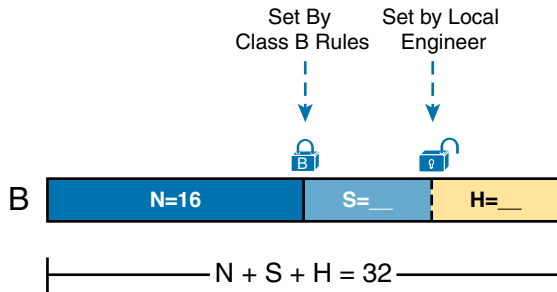 Set By
Class B Rules
Set by Local
Engineer
B
B
N=16
S=__
H=__
N + S + H = 32